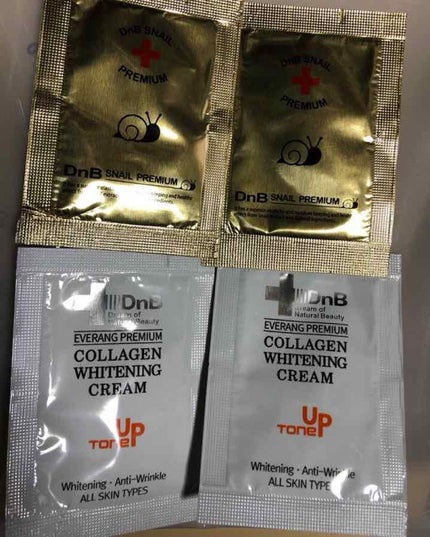 DnB SNAIL
PREMIUM
DnB SNAIL PREMIUM
DnB SNAIL
PREMIUM
DnB SNAIL PREMIUM
DnB
Dream of
Natural Beauty
EVERANG PREMIUM
COLLAGEN
WHITENING
CREAM
Tone Up
Whitening · Anti-Wrinkle
ALL SKIN TYPES
DnB
Dream of
Natural Beauty
EVERANG PREMIUM
COLLAGEN
WHITENING
CREAM
Tone Up
Whitening · Anti-Wrinkle
ALL SKIN TYPES